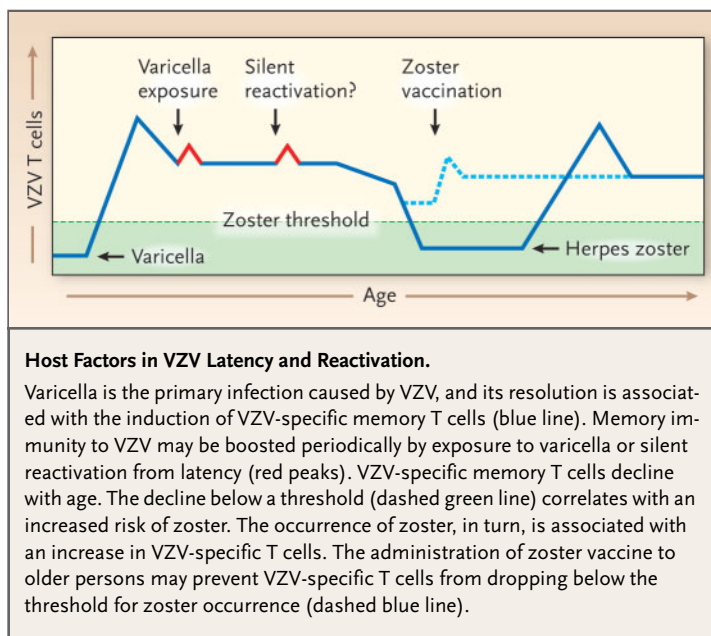 Varicella
exposure
Silent
reactivation?
Zoster
vaccination
VZV T cells
Zoster threshold
Varicella
Herpes zoster
Age
Host Factors in VZV Latency and Reactivation.
Varicella is the primary infection caused by VZV, and its resolution is associat-
ed with the induction of VZV-specific memory T cells (blue line). Memory im-
munity to VZV may be boosted periodically by exposure to varicella or silent
reactivation from latency (red peaks). VZV-specific memory T cells decline
with age. The decline below a threshold (dashed green line) correlates with an
increased risk of zoster. The occurrence of zoster, in turn, is associated with
an increase in VZV-specific T cells. The administration of zoster vaccine to
older persons may prevent VZV-specific T cells from dropping below the
threshold for zoster occurrence (dashed blue line).